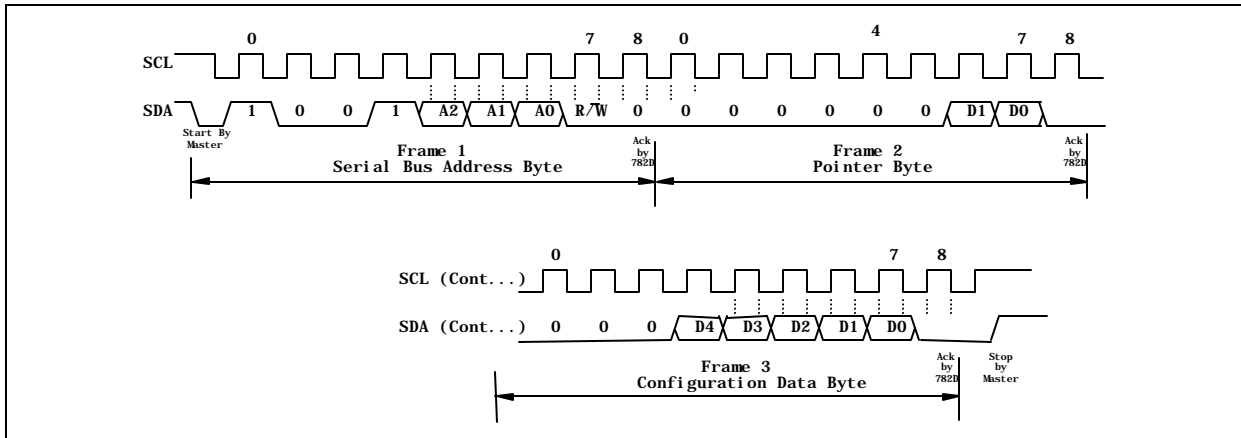 0 7 8 0 4 7 8
SCL
SDA 1 0 0 1 A2 A1 A0 R/W 0 0 0 0 0 0 0 D1 D0
Start By
Master
Frame 1
Serial Bus Address Byte
Ack
by
782D
Frame 2
Pointer Byte
Ack
by
782D
0 7 8
SCL (Cont...)
SDA (Cont...) 0 0 0 D4 D3 D2 D1 D0
Frame 3
Configuration Data Byte
Ack
by
782D
Stop
by
Master